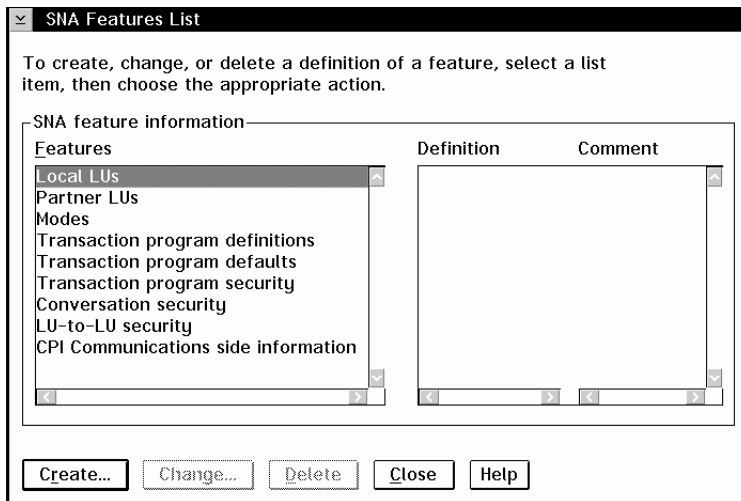 SNA Features List
To create, change, or delete a definition of a feature, select a list
item, then choose the appropriate action.
SNA feature information
Features Definition Comment
Local LUs
Partner LUs
Modes
Transaction program definitions
Transaction program defaults
Transaction program security
Conversation security
LU-to-LU security
CPI Communications side information
Create... Change... Delete Close Help